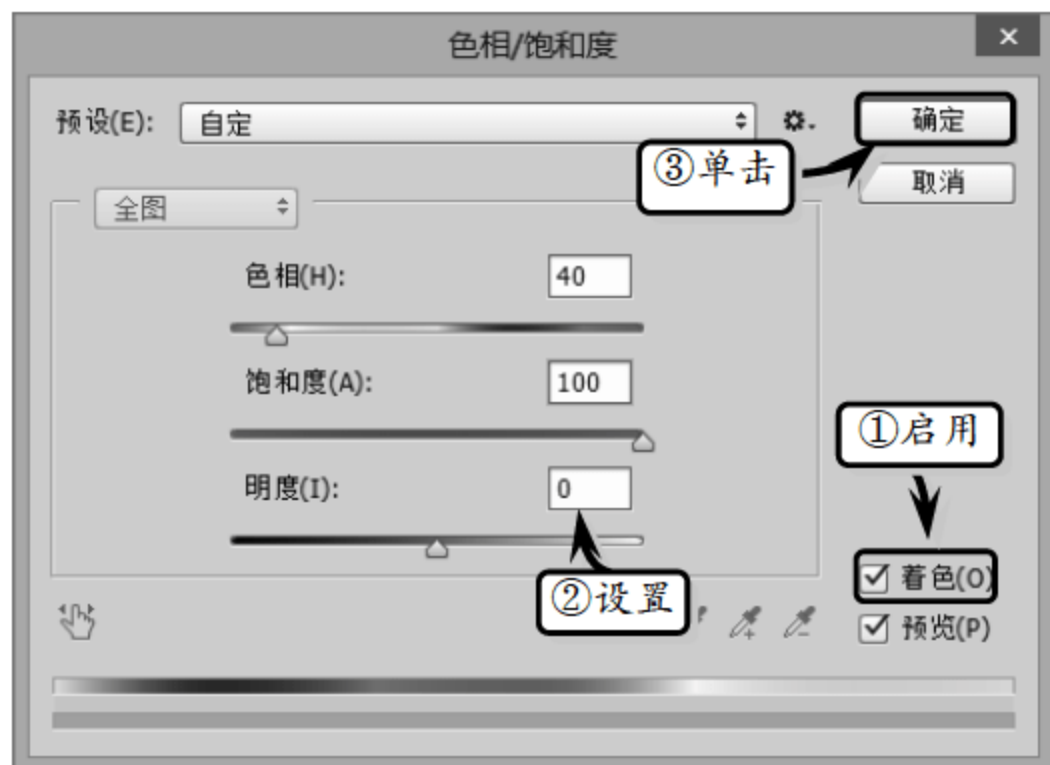 色相/饱和度
预设(E): 自定
确定
③单击
取消
全图
色相(H): 40
饱和度(A): 100
①启用
明度(I): 0
着色(O)
②设置
预览(P)